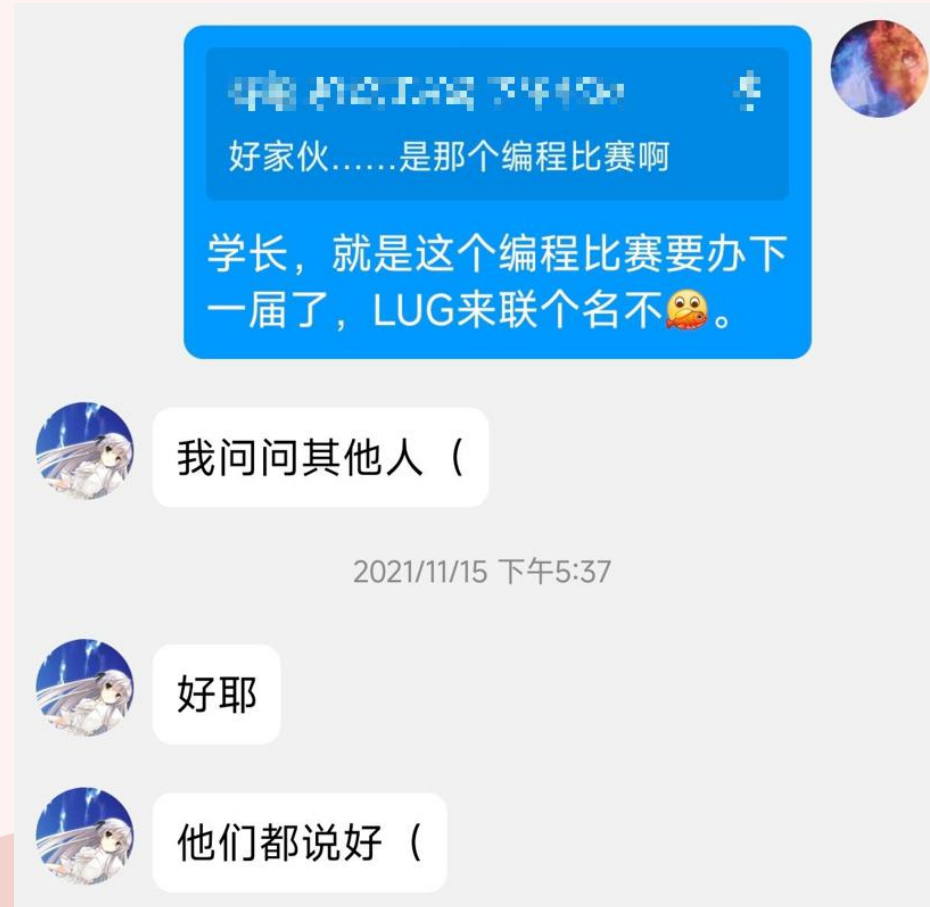 好家伙......是那个编程比赛啊
学长，就是这个编程比赛要办下
一届了，LUG来联个名不。
我问问其他人（
2021/11/15 下午5:37
好耶
他们都说好（